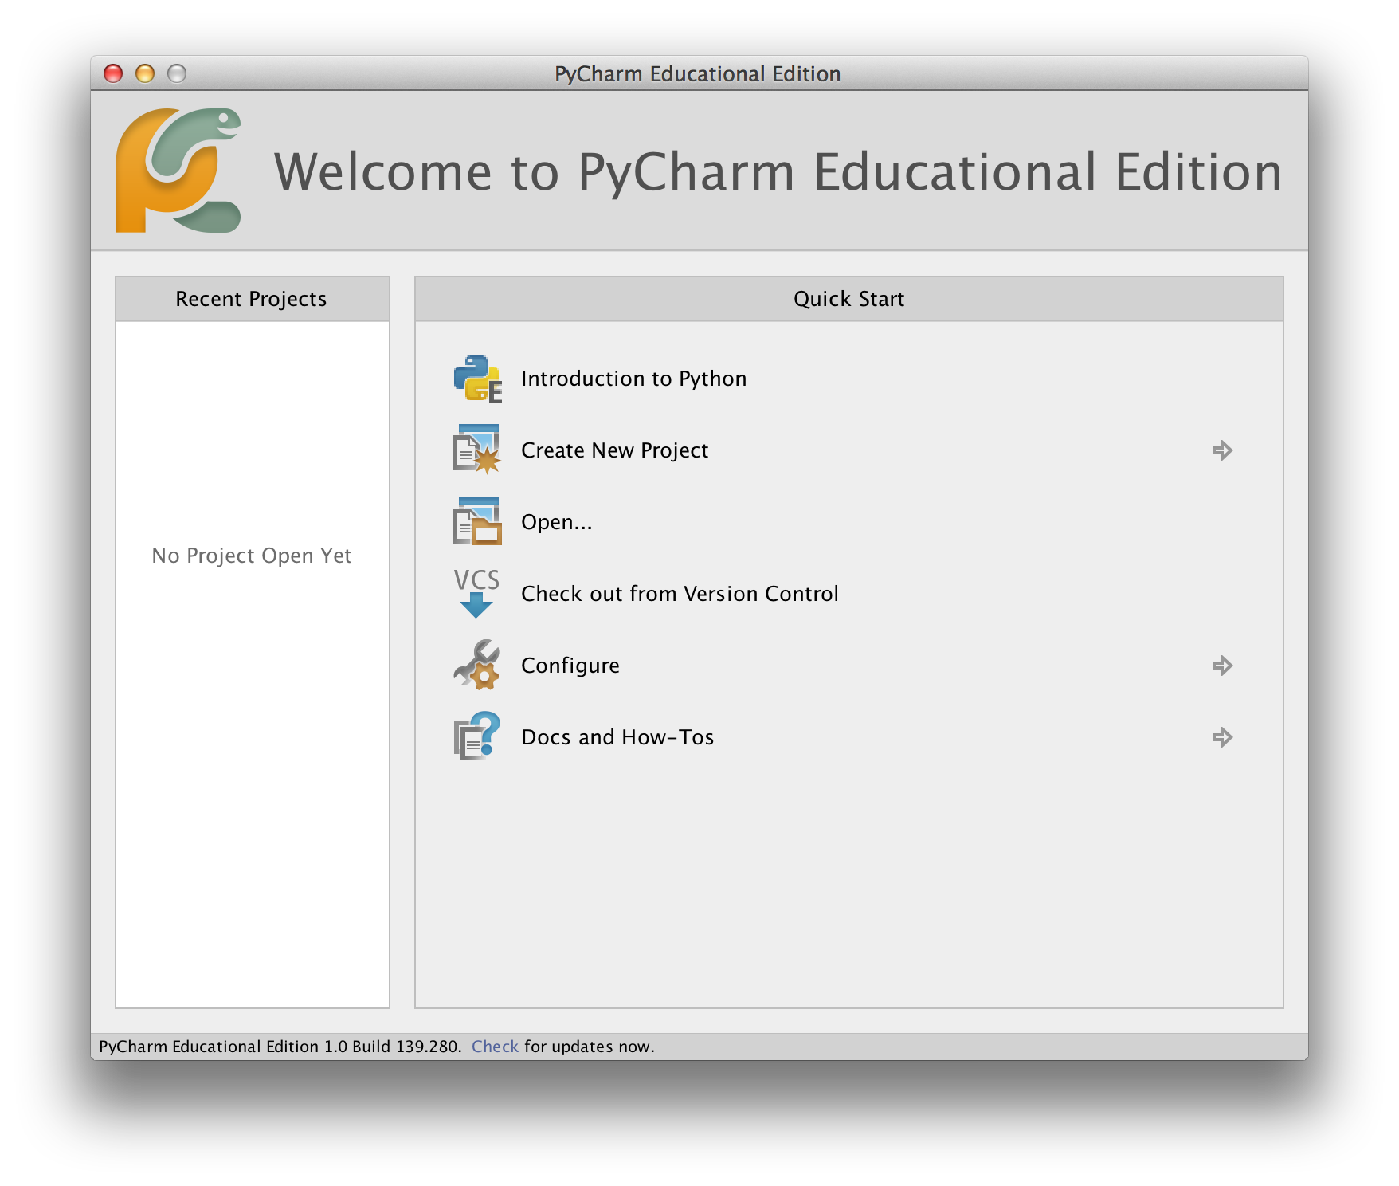 PyCharm Educational Edition
Welcome to PyCharm Educational Edition
Recent Projects
No Project Open Yet
Quick Start
E
Introduction to Python
Create New Project
Open...
VCS
Check out from Version Control
Configure
Docs and How-Tos
PyCharm Educational Edition 1.0 Build 139.280. Check for updates now.